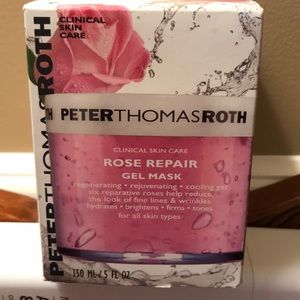 CLINICAL
SKIN
CARE
PETERTHOMASROTH
PETERTHOMASROTH
CLINICAL SKIN CARE
ROSE REPAIR
GEL MASK
regenerating • rejuvenating • cooling gel
six reparative roses help reduce
the look of fine lines & wrinkles
hydrates • brightens • firms • tones
for all skin types
150 ML / 5 FL OZ